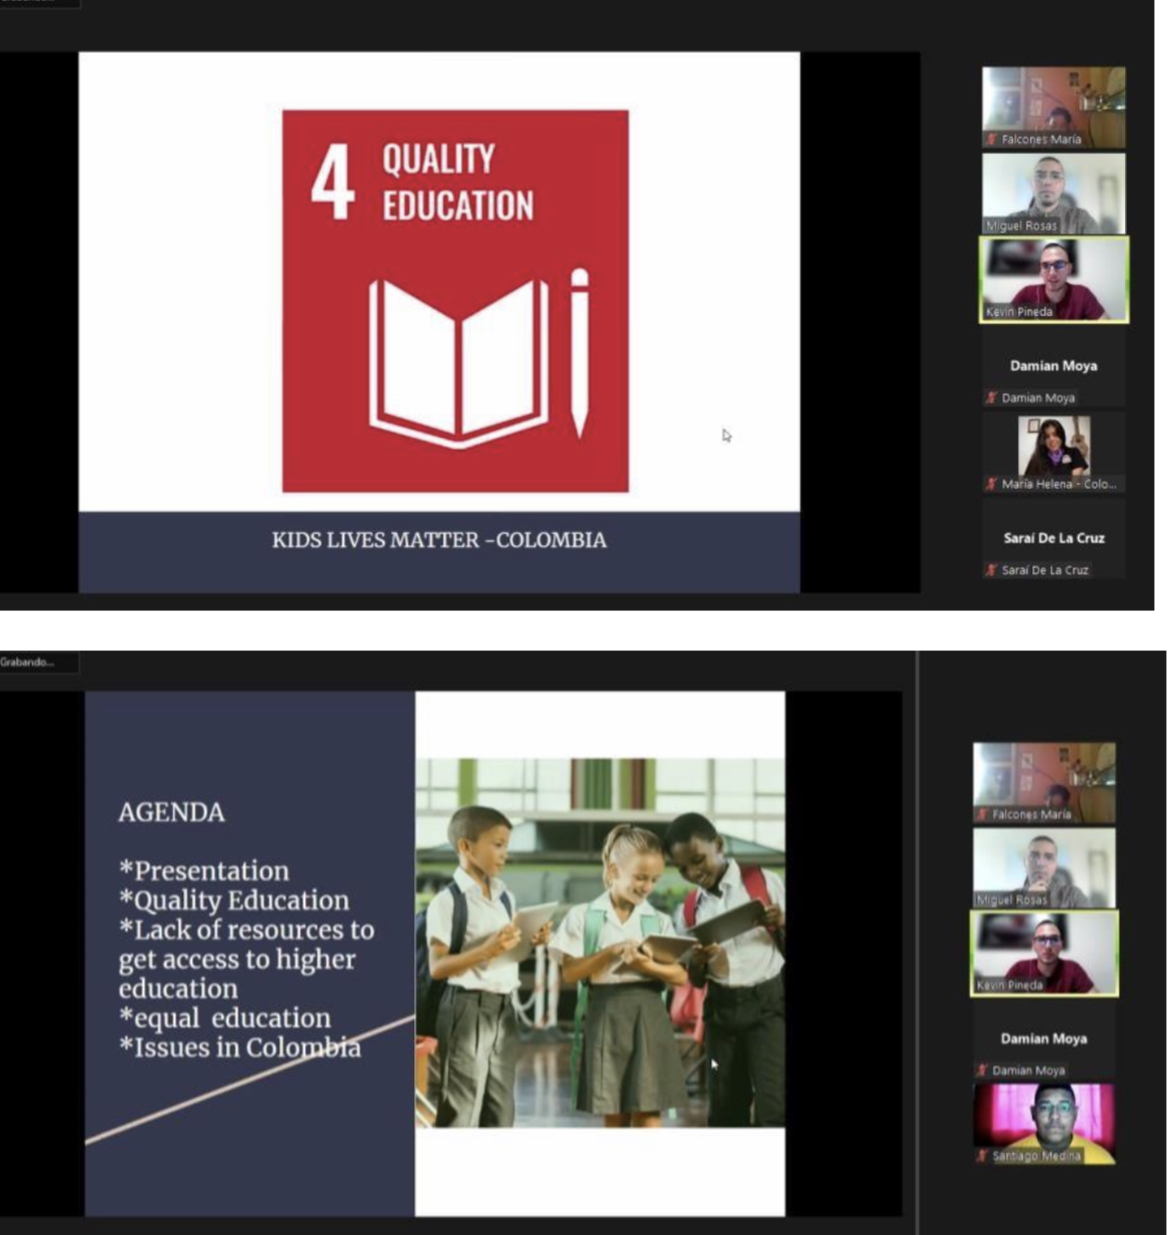 4 QUALITY
EDUCATION
KIDS LIVES MATTER –COLOMBIA
Falcones María
Miguel Rosas
Kevin Pineda
Damian Moya
Damian Moya
María Helena - Colo...
Saraí De La Cruz
Saraí De La Cruz
Grabando...
AGENDA
*Presentation
*Quality Education
*Lack of resources to
get access to higher
education
*equal education
*Issues in Colombia
Falcones María
Miguel Rosas
Kevin Pineda
Damian Moya
Damian Moya
Santiago Medina